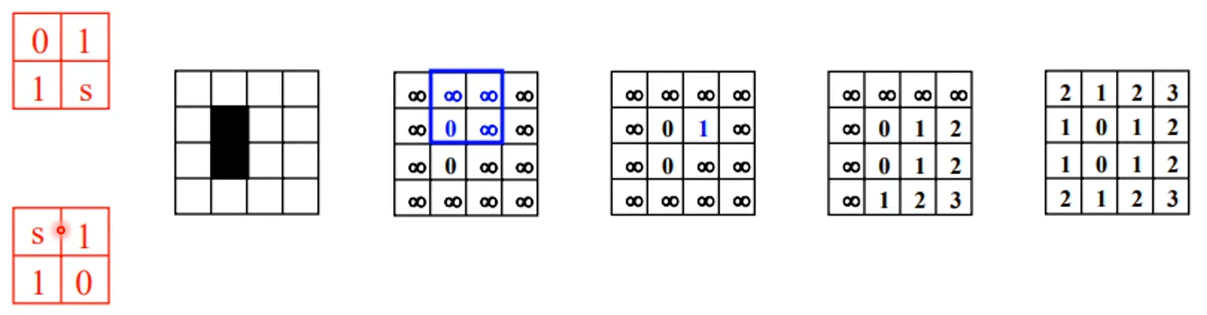 0 1
1 s
s 1
1 0
∞ ∞ ∞ ∞
∞ 0 ∞ ∞
∞ 0 ∞ ∞
∞ ∞ ∞ ∞
∞ ∞ ∞ ∞
∞ 0 1 ∞
∞ 0 ∞ ∞
∞ ∞ ∞ ∞
∞ ∞ ∞ ∞
∞ 0 1 2
∞ 0 1 2
∞ 1 2 3
2 1 2 3
1 0 1 2
1 0 1 2
2 1 2 3